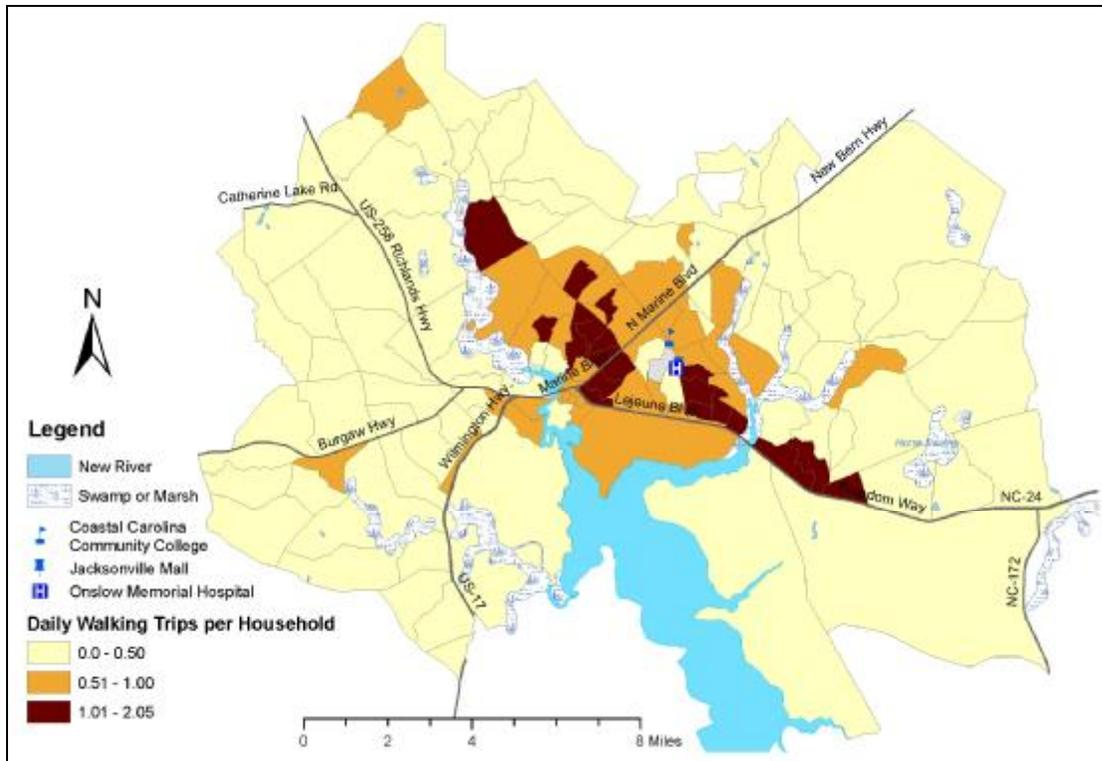 New Bern Hwy
Catherine Lake Rd
US-258 Richlands Hwy
N Marine Blvd
N
Marine B
Lejeune Blv
Wilmington Hwy
Burgaw Hwy
dom Way
NC-24
NC-172
US-17
Legend
New River
Swamp or Marsh
Coastal Carolina
Community College
Jacksonville Mall
H Onslow Memorial Hospital
H
Daily Walking Trips per Household
0.0 - 0.50
0.51 - 1.00
1.01 - 2.05
0 2 4 8 Miles